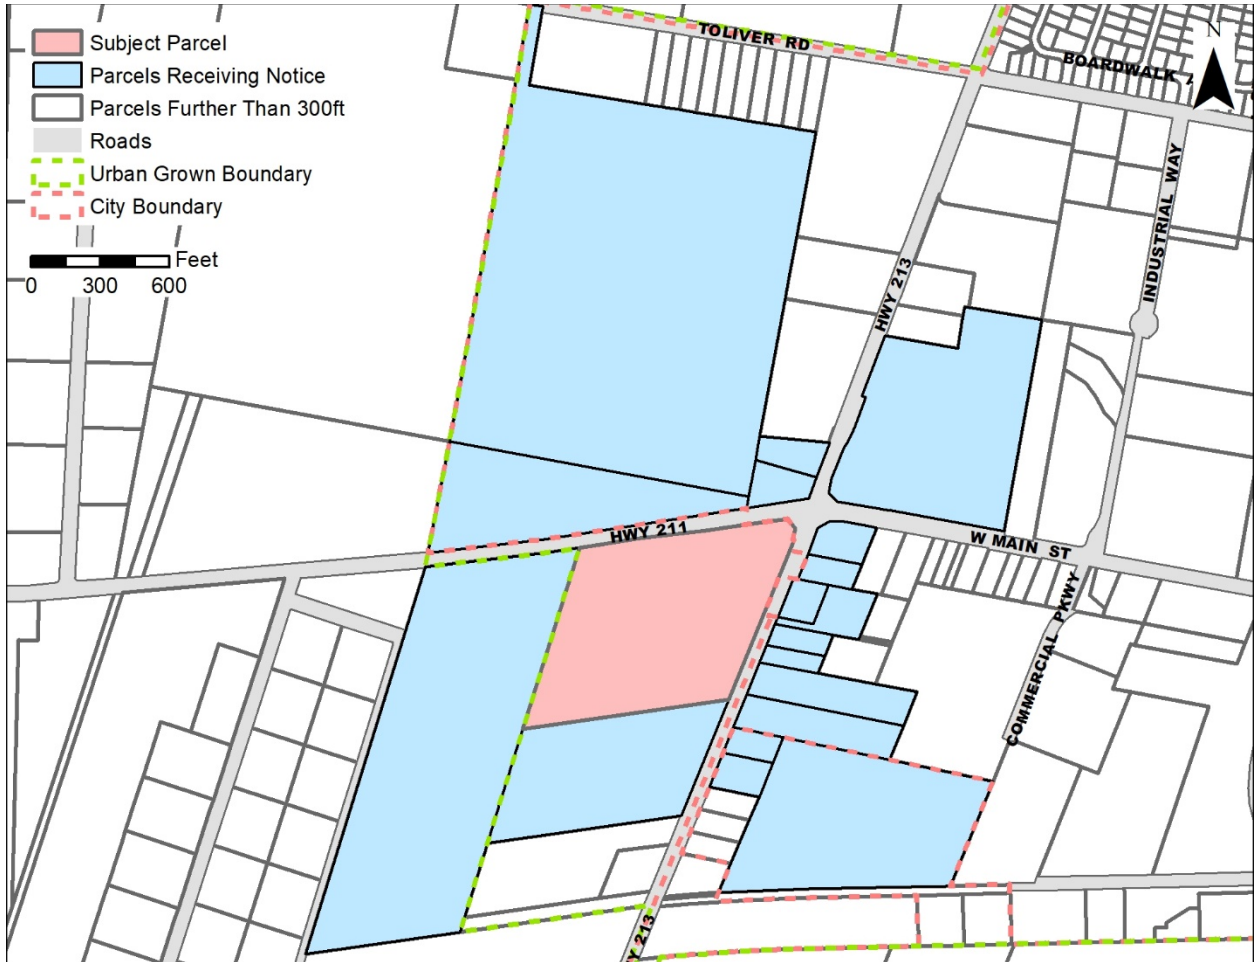 Subject Parcel
Parcels Receiving Notice
Parcels Further Than 300ft
Roads
Urban Grown Boundary
City Boundary
Feet
0 300 600
N
TOLIVER RD
BOARDWALK A
INDUSTRIAL WAY
HWY 213
HWY 211
W MAIN ST
COMMERCIAL PKWY
Y 213